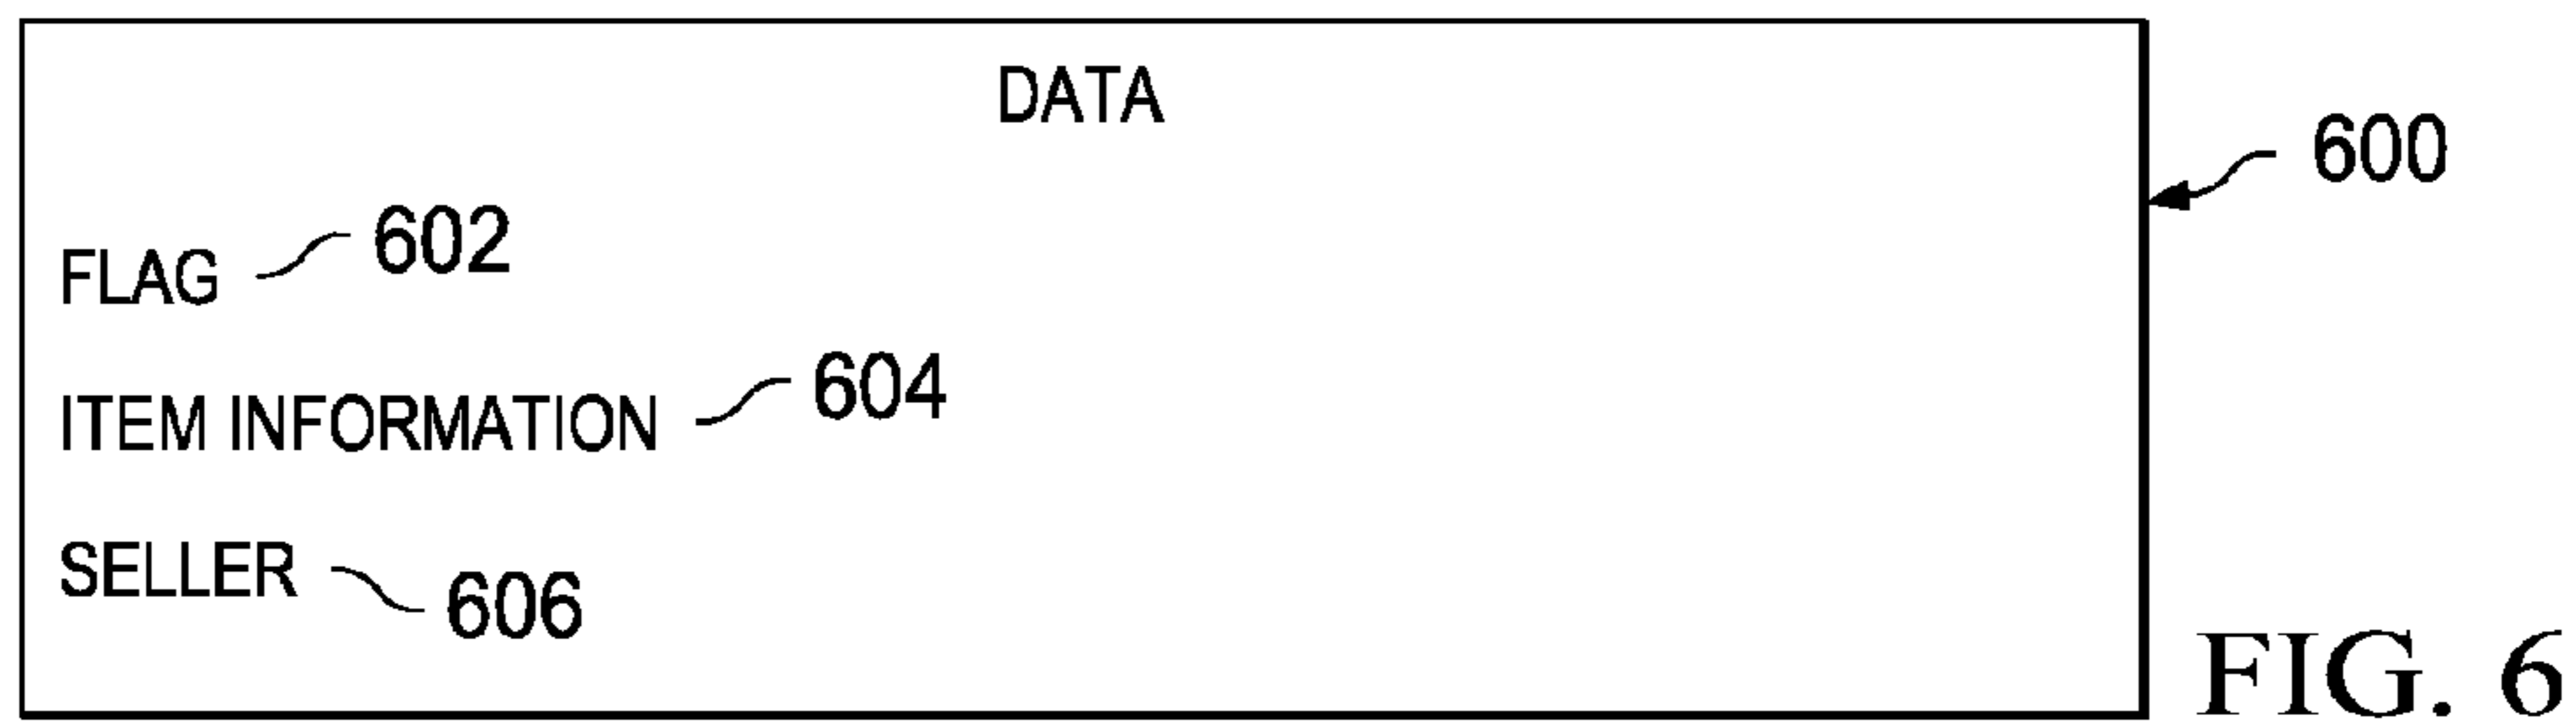 DATA
600
FLAG 602
ITEM INFORMATION 604
SELLER 606
FIG. 6